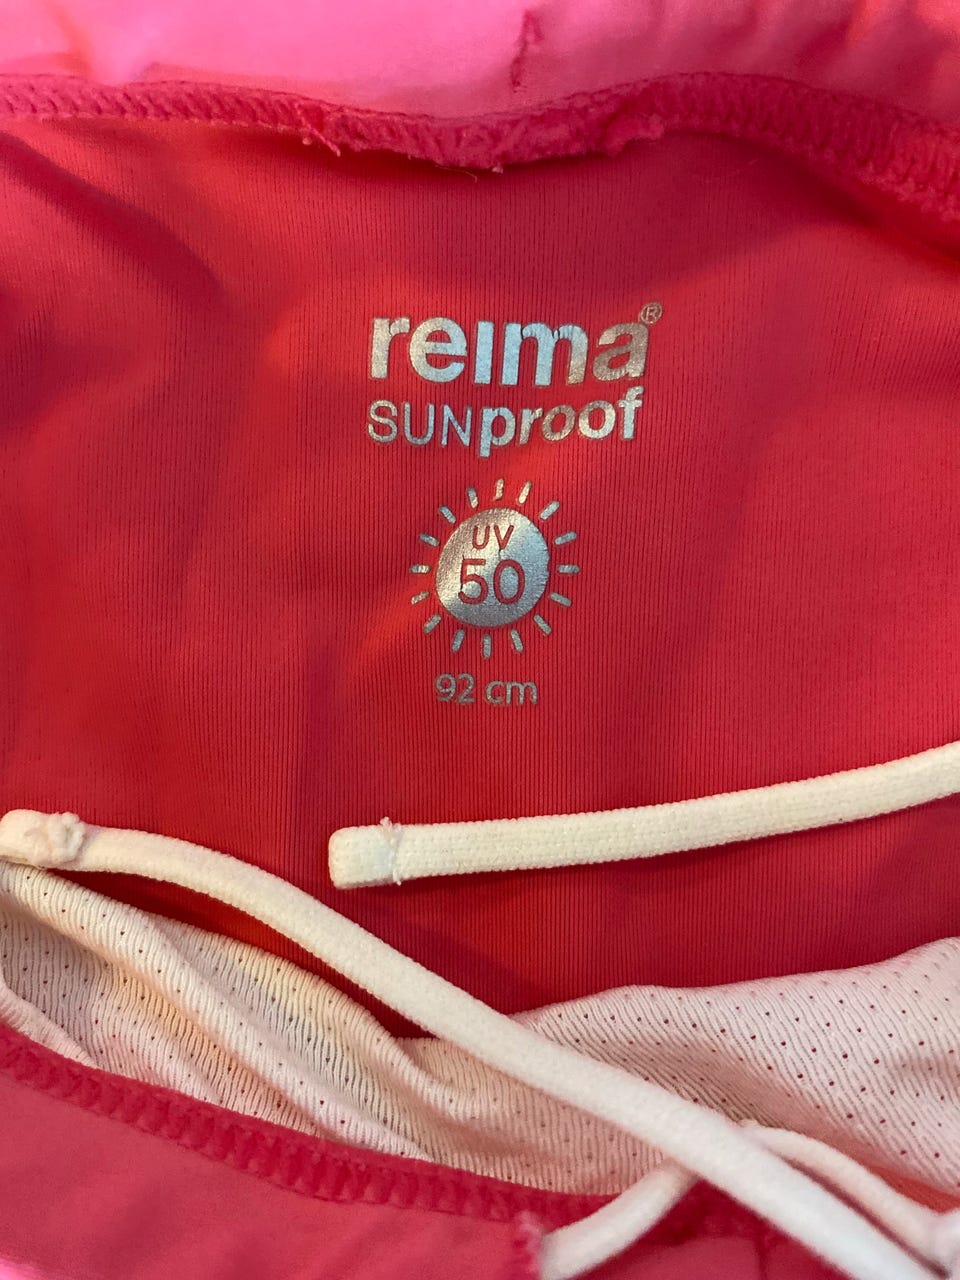 reima®
SUNproof
UV
50
92 cm